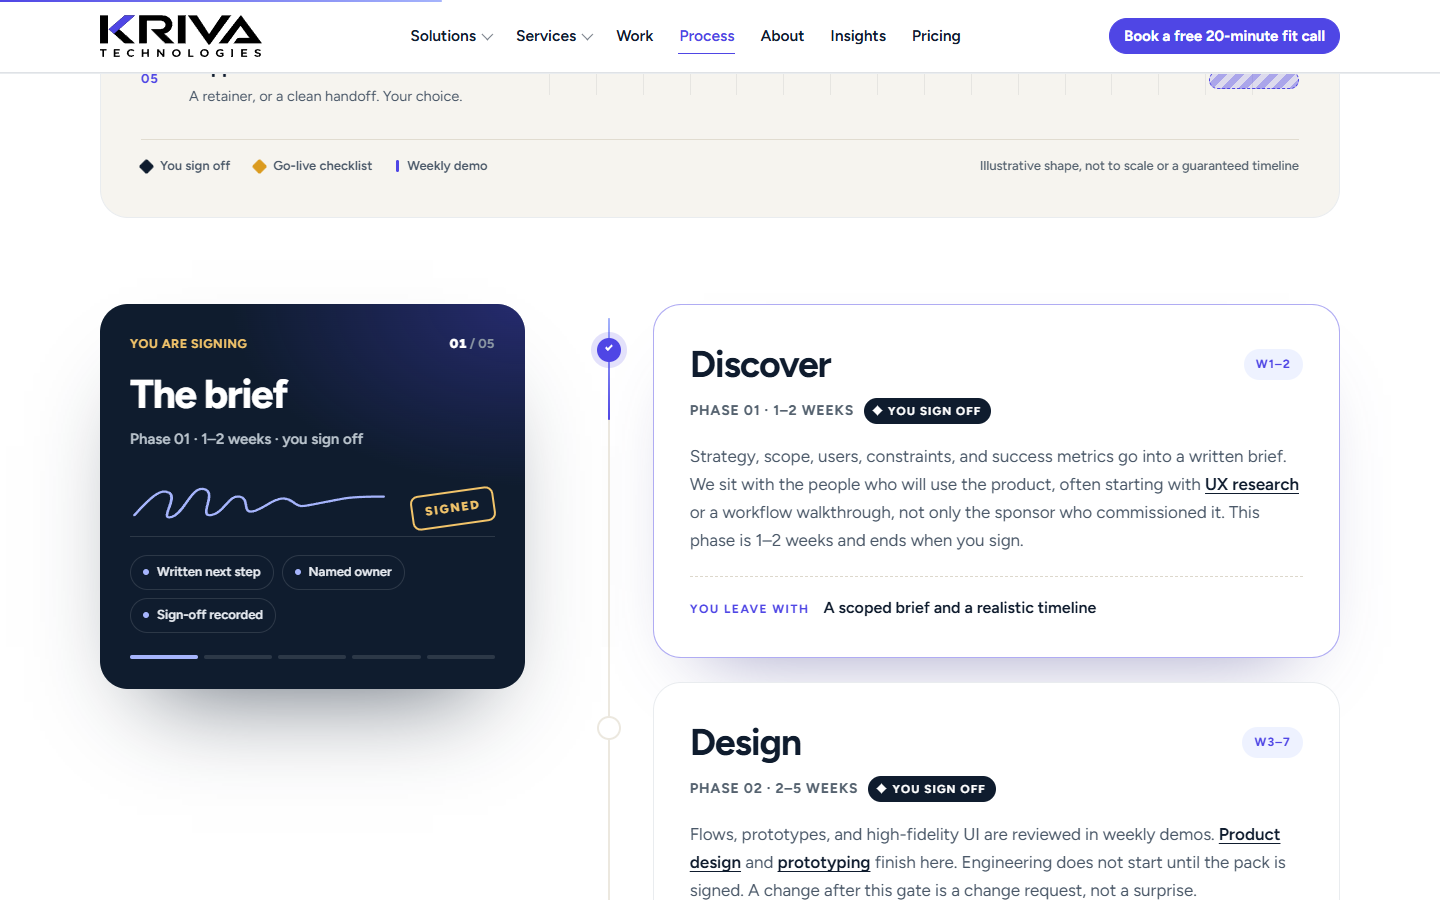 KRIVA
TECHNOLOGIES
Solutions
Services
Work
Process
About
Insights
Pricing
Book a free 20-minute fit call
05
A retainer, or a clean handoff. Your choice.
You sign off
Go-live checklist
Weekly demo
Illustrative shape, not to scale or a guaranteed timeline
YOU ARE SIGNING
01 / 05
The brief
Phase 01 · 1–2 weeks · you sign off
SIGNED
Written next step
Named owner
Sign-off recorded
Discover
W1–2
PHASE 01 · 1–2 WEEKS
YOU SIGN OFF
Strategy, scope, users, constraints, and success metrics go into a written brief.
We sit with the people who will use the product, often starting with UX research
or a workflow walkthrough, not only the sponsor who commissioned it. This
phase is 1–2 weeks and ends when you sign.
YOU LEAVE WITH
A scoped brief and a realistic timeline
Design
W3–7
PHASE 02 · 2–5 WEEKS
YOU SIGN OFF
Flows, prototypes, and high-fidelity UI are reviewed in weekly demos. Product
design and prototyping finish here. Engineering does not start until the pack is
signed. A change after this gate is a change request, not a surprise.